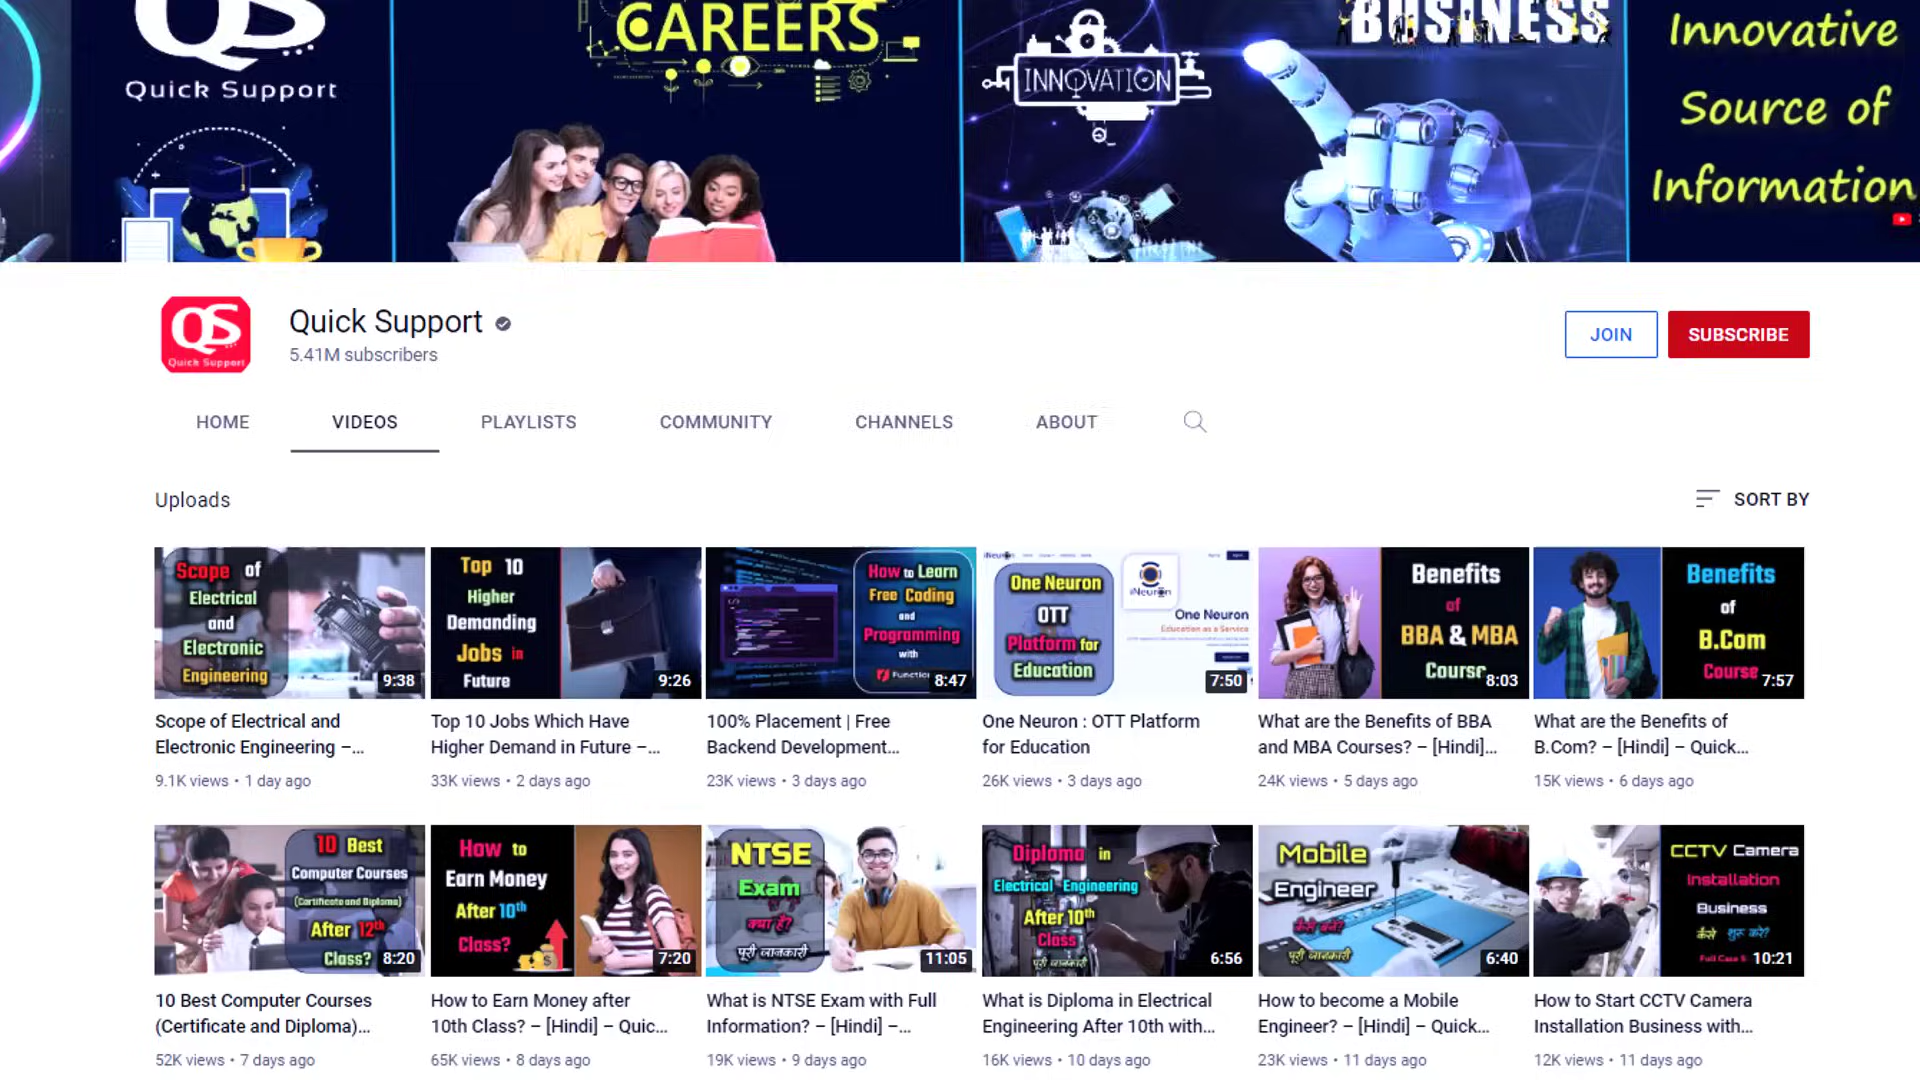 QS
Quick Support
CAREERS
INNOVATION
BUSINESS
Innovative
Source of
Information
QS
Quick Support
Quick Support
5.41M subscribers
JOIN
SUBSCRIBE
HOME
VIDEOS
PLAYLISTS
COMMUNITY
CHANNELS
ABOUT
Uploads
SORT BY
Scope of
Electrical
and
Electronic
Engineering
9:38
Top 10
Higher
Demanding
Jobs in
Future
9:26
How to Learn
Free Coding
and
Programming
with
8:47
One Neuron
OTT
Platform for
Education
iNeuron
One Neuron
Education as a Service
7:50
Benefits
of
BBA & MBA
Course
8:03
Benefits
of
B.Com
Course
7:57
Scope of Electrical and
Electronic Engineering –...
9.1K views • 1 day ago
Top 10 Jobs Which Have
Higher Demand in Future –...
33K views • 2 days ago
100% Placement | Free
Backend Development...
23K views • 3 days ago
One Neuron : OTT Platform
for Education
26K views • 3 days ago
What are the Benefits of BBA
and MBA Courses? – [Hindi]...
24K views • 5 days ago
What are the Benefits of
B.Com? – [Hindi] – Quick...
15K views • 6 days ago
10 Best
Computer Courses
(Certificate and Diploma)
After 12th
Class?
8:20
How to
Earn Money
After 10th
Class?
7:20
NTSE
Exam
क्या है?
पूरी जानकारी
11:05
Diploma in
Electrical Engineering
After 10th
Class
पूरी जानकारी
6:56
Mobile
Engineer
कैसे बनें?
पूरी जानकारी
6:40
CCTV Camera
Installation
Business
कैसे शुरू करें?
10:21
10 Best Computer Courses
(Certificate and Diploma)...
52K views • 7 days ago
How to Earn Money after
10th Class? – [Hindi] – Quic...
65K views • 8 days ago
What is NTSE Exam with Full
Information? – [Hindi] –...
19K views • 9 days ago
What is Diploma in Electrical
Engineering After 10th with...
16K views • 10 days ago
How to become a Mobile
Engineer? – [Hindi] – Quick...
23K views • 11 days ago
How to Start CCTV Camera
Installation Business with...
12K views • 11 days ago